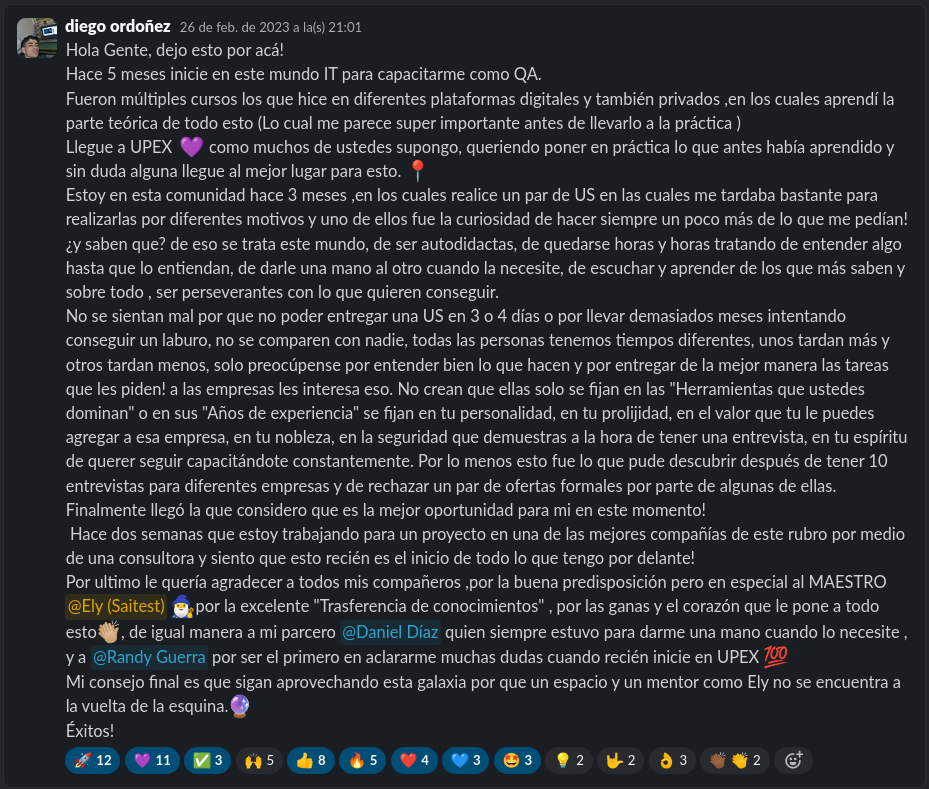 diego ordoñez 26 de feb. de 2023 a la(s) 21:01
Hola Gente, dejo esto por acá!
Hace 5 meses inicie en este mundo IT para capacitarme como QA.
Fueron múltiples cursos los que hice en diferentes plataformas digitales y también privados ,en los cuales aprendí la
parte teórica de todo esto (Lo cual me parece super importante antes de llevarlo a la práctica )
Llegue a UPEX 💜 como muchos de ustedes supongo, queriendo poner en práctica lo que antes había aprendido y
sin duda alguna llegue al mejor lugar para esto. 📍
Estoy en esta comunidad hace 3 meses ,en los cuales realice un par de US en las cuales me tardaba bastante para
realizarlas por diferentes motivos y uno de ellos fue la curiosidad de hacer siempre un poco más de lo que me pedían!
¿y saben que? de eso se trata este mundo, de ser autodidactas, de quedarse horas y horas tratando de entender algo
hasta que lo entiendan, de darle una mano al otro cuando la necesite, de escuchar y aprender de los que más saben y
sobre todo , ser perseverantes con lo que quieren conseguir.
No se sientan mal por que no poder entregar una US en 3 o 4 días o por llevar demasiados meses intentando
conseguir un laburo, no se comparen con nadie, todas las personas tenemos tiempos diferentes, unos tardan más y
otros tardan menos, solo preocúpense por entender bien lo que hacen y por entregar de la mejor manera las tareas
que les piden! a las empresas les interesa eso. No crean que ellas solo se fijan en las "Herramientas que ustedes
dominan" o en sus "Años de experiencia" se fijan en tu personalidad, en tu prolijidad, en el valor que tu le puedes
agregar a esa empresa, en tu nobleza, en la seguridad que demuestras a la hora de tener una entrevista, en tu espíritu
de querer seguir capacitándote constantemente. Por lo menos esto fue lo que pude descubrir después de tener 10
entrevistas para diferentes empresas y de rechazar un par de ofertas formales por parte de algunas de ellas.
Finalmente llegó la que considero que es la mejor oportunidad para mi en este momento!
Hace dos semanas que estoy trabajando para un proyecto en una de las mejores compañías de este rubro por medio
de una consultora y siento que esto recién es el inicio de todo lo que tengo por delante!
Por ultimo le quería agradecer a todos mis compañeros ,por la buena predisposición pero en especial al MAESTRO
@Ely (Saitest) 🧙‍♂️por la excelente "Trasferencia de conocimientos" , por las ganas y el corazón que le pone a todo
esto👏🏼, de igual manera a mi parcero @Daniel Díaz quien siempre estuvo para darme una mano cuando lo necesite ,
y a @Randy Guerra por ser el primero en aclararme muchas dudas cuando recién inicie en UPEX 💯
Mi consejo final es que sigan aprovechando esta galaxia por que un espacio y un mentor como Ely no se encuentra a
la vuelta de la esquina.🔮
Éxitos!
🚀 12 💜 11 ✅ 3 🙌 5 👍 8 🔥 5 ❤️ 4 💙 3 🤩 3 💡 2 🤟 2 👌 3 👏🏾 👏 2